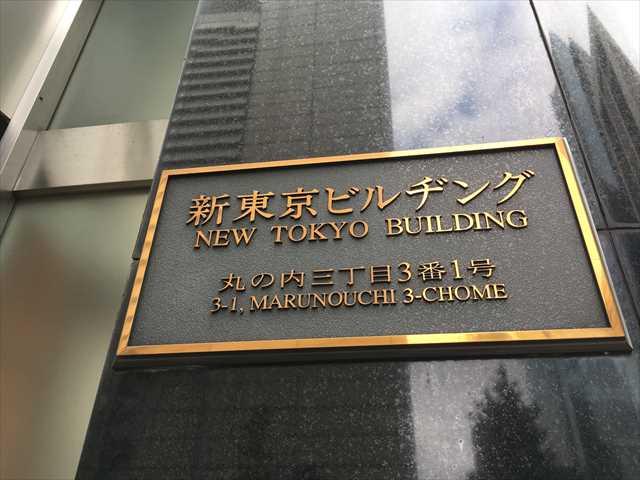 新東京ビルヂング
NEW TOKYO BUILDING
丸の内三丁目3番1号
3-1, MARUNOUCHI 3-CHOME